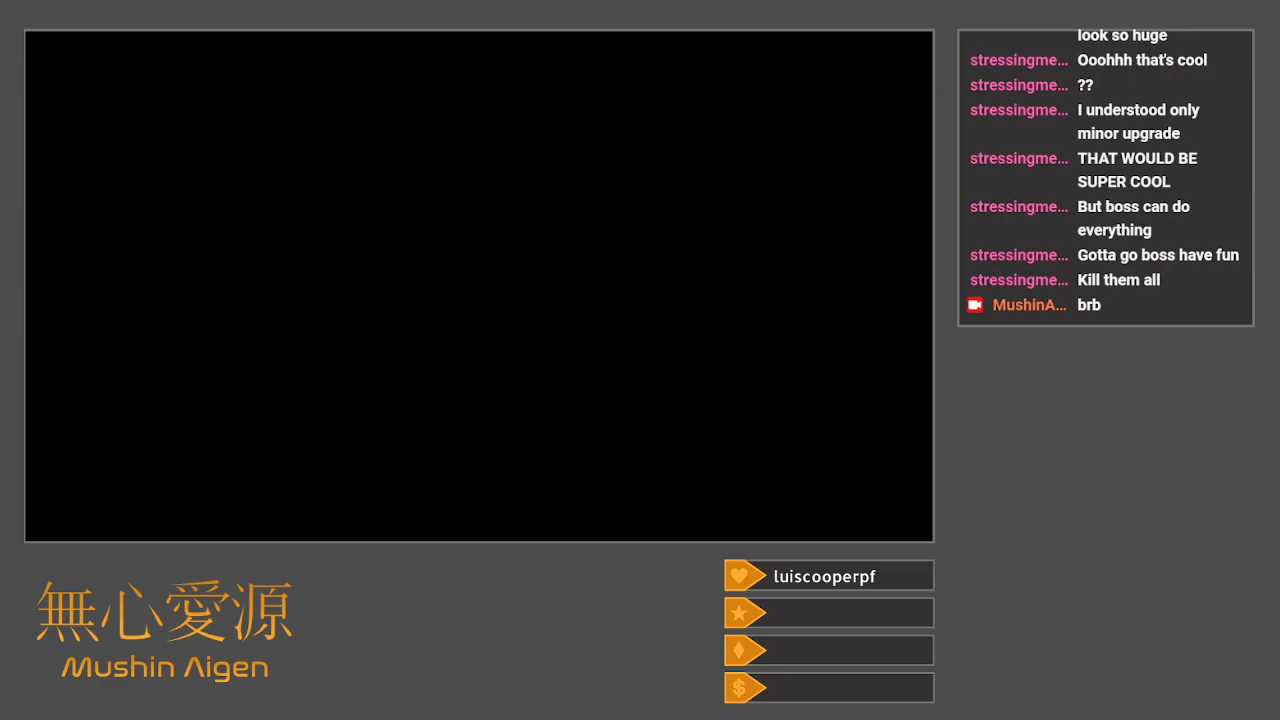 look so huge
stressingme... Ooohhh that's cool
stressingme... ??
stressingme... I understood only
minor upgrade
stressingme... THAT WOULD BE
SUPER COOL
stressingme... But boss can do
everything
stressingme... Gotta go boss have fun
stressingme... Kill them all
MushinA... brb
luiscooperpf
無心愛源
Mushin Aigen
$